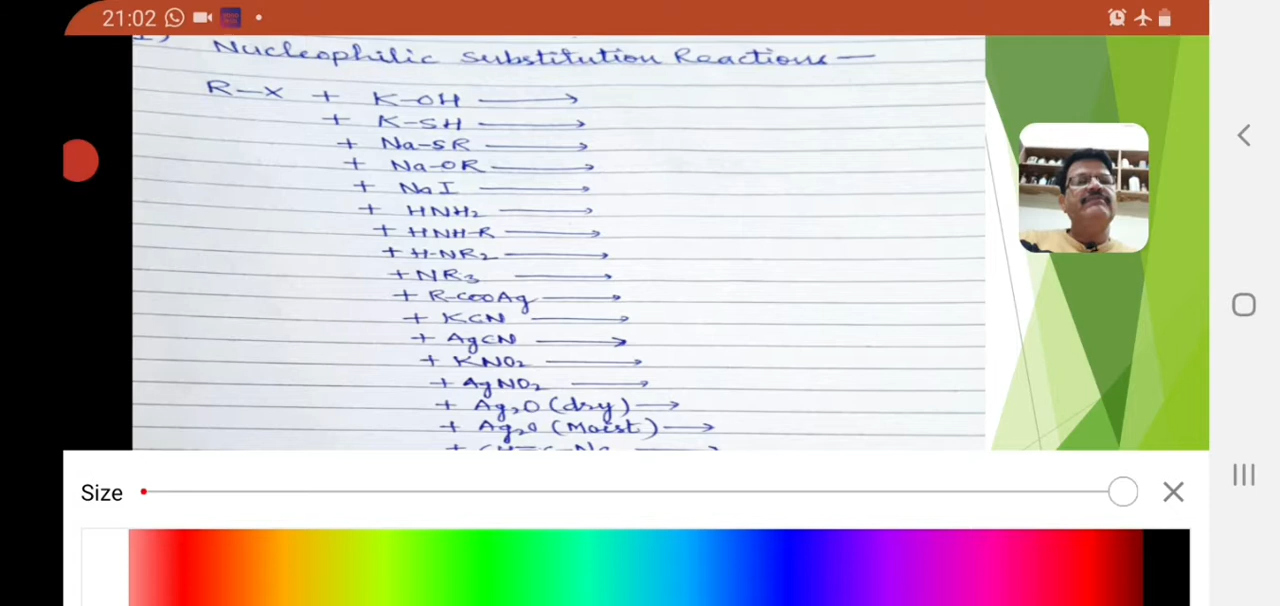 21:02
Nucleophilic Substitution Reactions —
R-X + K-OH →
+ K-SH →
+ Na-SR →
+ Na-OR →
+ NaI →
+ HNH₂ →
+ HNH-R →
+ H-NR₂ →
+ NR₃ →
+ R-COOAg →
+ KCN →
+ AgCN →
+ KNO₂ →
+ AgNO₂ →
+ Ag₂O (dry) →
+ Ag₂O (Moist) →
Size